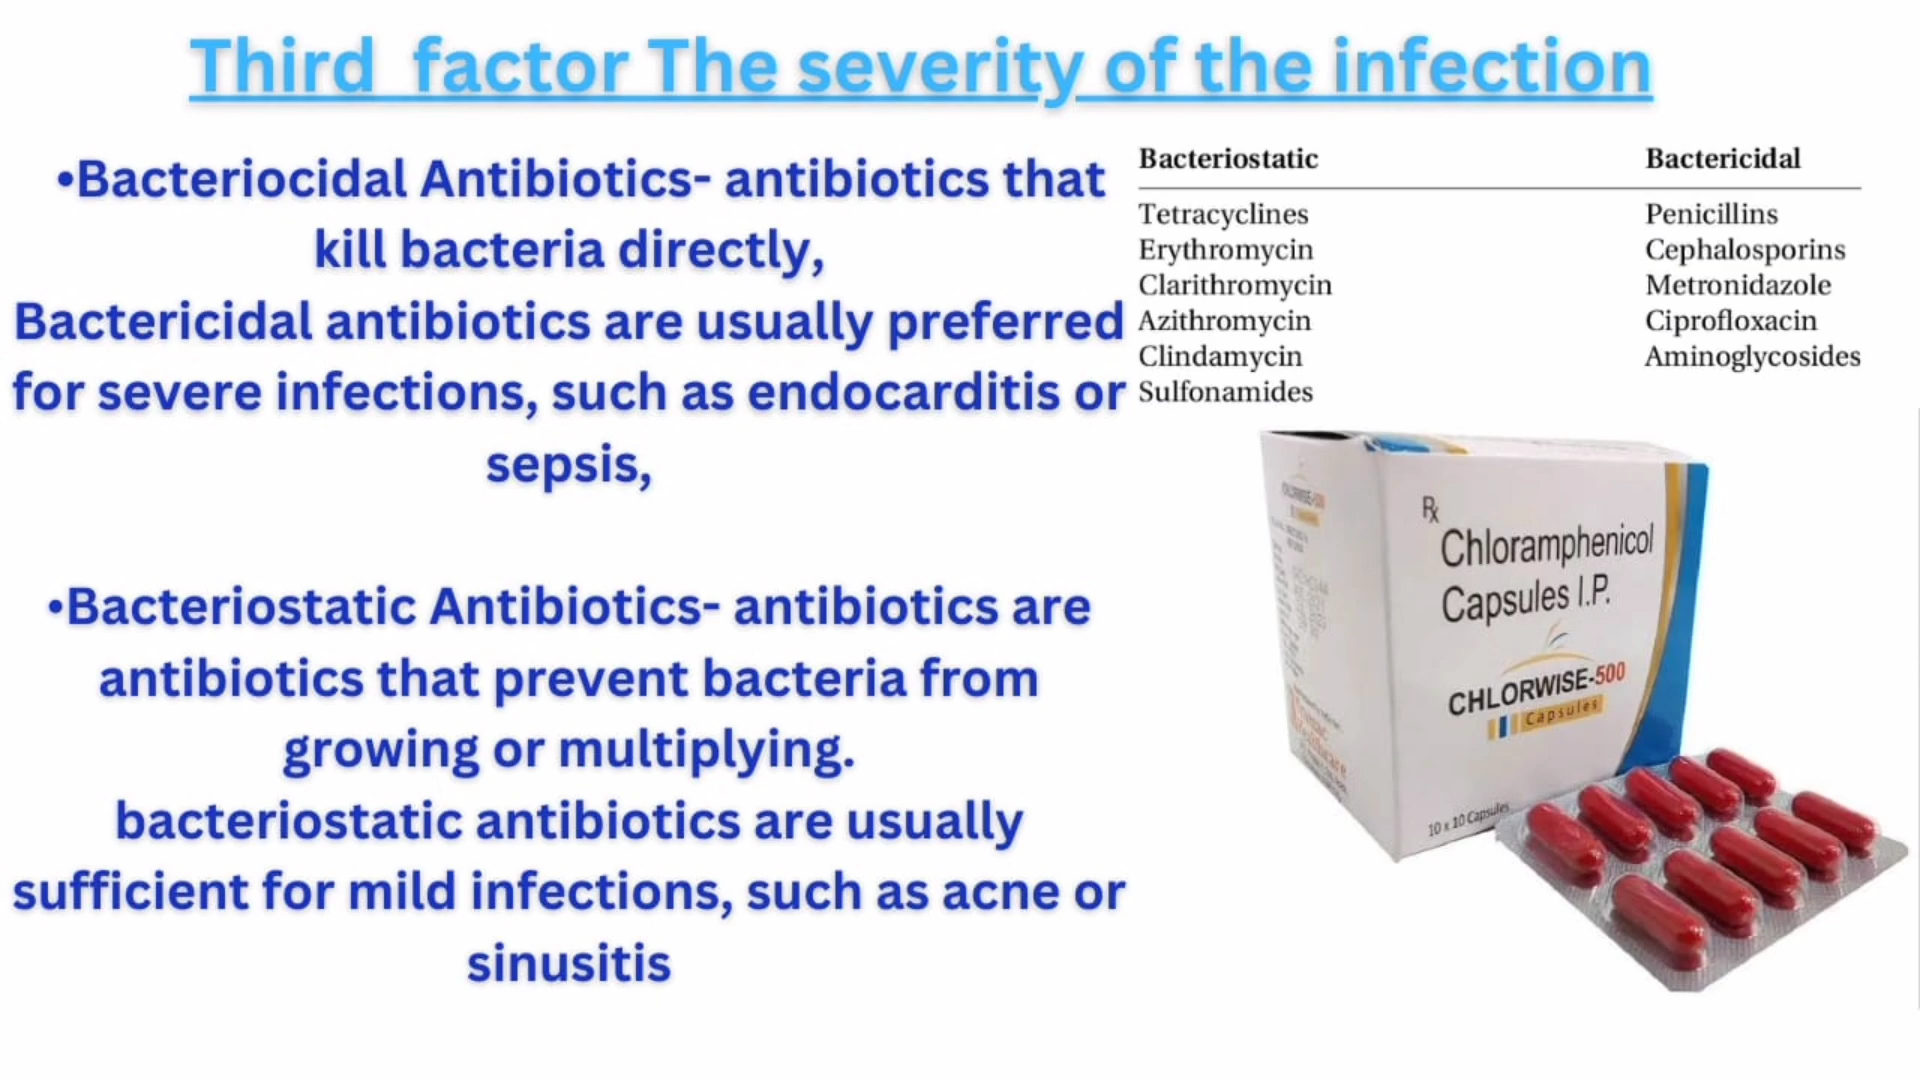 Third factor The severity of the infection
•Bacteriocidal Antibiotics- antibiotics that
kill bacteria directly,
Bactericidal antibiotics are usually preferred
for severe infections, such as endocarditis or
sepsis,
•Bacteriostatic Antibiotics- antibiotics are
antibiotics that prevent bacteria from
growing or multiplying.
bacteriostatic antibiotics are usually
sufficient for mild infections, such as acne or
sinusitis
Bacteriostatic Bactericidal
Tetracyclines Penicillins
Erythromycin Cephalosporins
Clarithromycin Metronidazole
Azithromycin Ciprofloxacin
Clindamycin Aminoglycosides
Sulfonamides
Rx
Chloramphenicol
Capsules I.P.
CHLORWISE-500
Capsules
10 x 10 Capsules
CHLORWISE-500